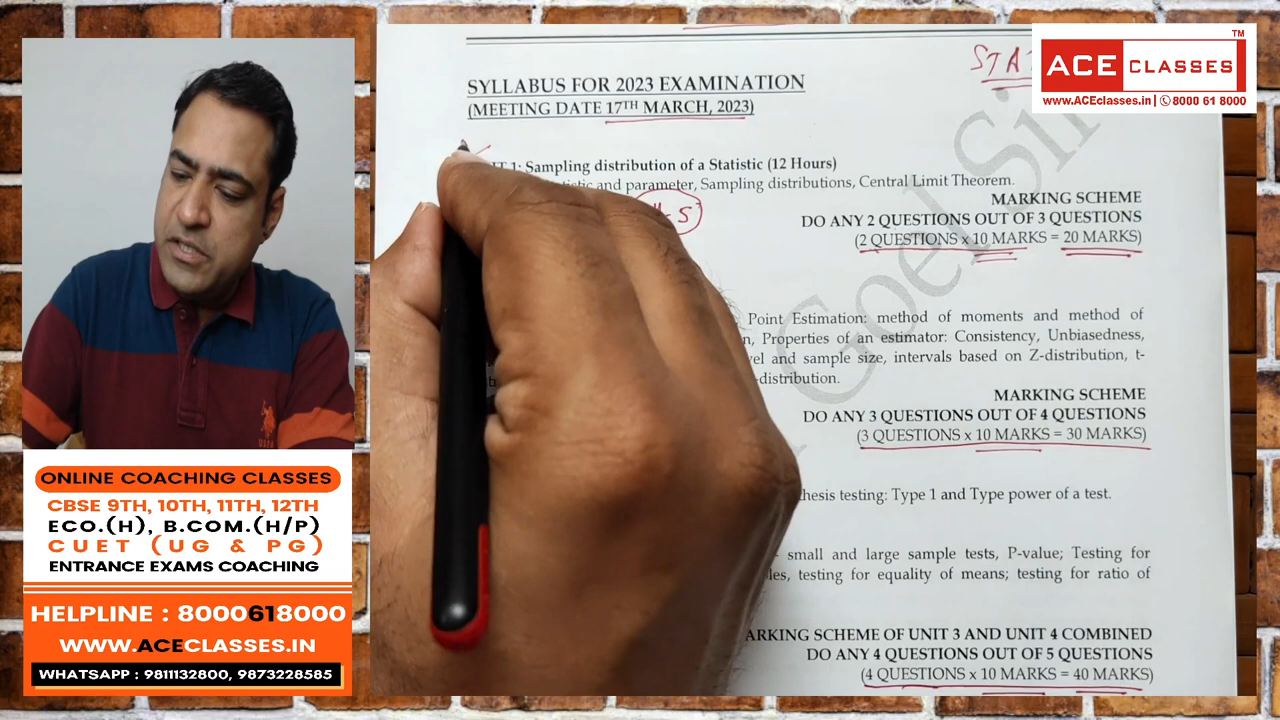 SYLLABUS FOR 2023 EXAMINATION
(MEETING DATE 17TH MARCH, 2023)
STA
ACE CLASSES TM
www.ACEclasses.in | 8000 61 8000
1: Sampling distribution of a Statistic (12 Hours)
and parameter, Sampling distributions, Central Limit Theorem.
MARKING SCHEME
DO ANY 2 QUESTIONS OUT OF 3 QUESTIONS
(2 QUESTIONS x 10 MARKS = 20 MARKS)
Point Estimation: method of moments and method of
Properties of an estimator: Consistency, Unbiasedness,
and sample size, intervals based on Z-distribution, t-
-distribution.
MARKING SCHEME
DO ANY 3 QUESTIONS OUT OF 4 QUESTIONS
(3 QUESTIONS x 10 MARKS = 30 MARKS)
testing: Type 1 and Type power of a test.
small and large sample tests, P-value; Testing for
testing for equality of means; testing for ratio of
MARKING SCHEME OF UNIT 3 AND UNIT 4 COMBINED
DO ANY 4 QUESTIONS OUT OF 5 QUESTIONS
(4 QUESTIONS x 10 MARKS = 40 MARKS)
Goel Sir
ONLINE COACHING CLASSES
CBSE 9TH, 10TH, 11TH, 12TH
ECO.(H), B.COM.(H/P)
CUET (UG & PG)
ENTRANCE EXAMS COACHING
HELPLINE : 8000618000
WWW.ACECLASSES.IN
WHATSAPP : 9811132800, 9873228585